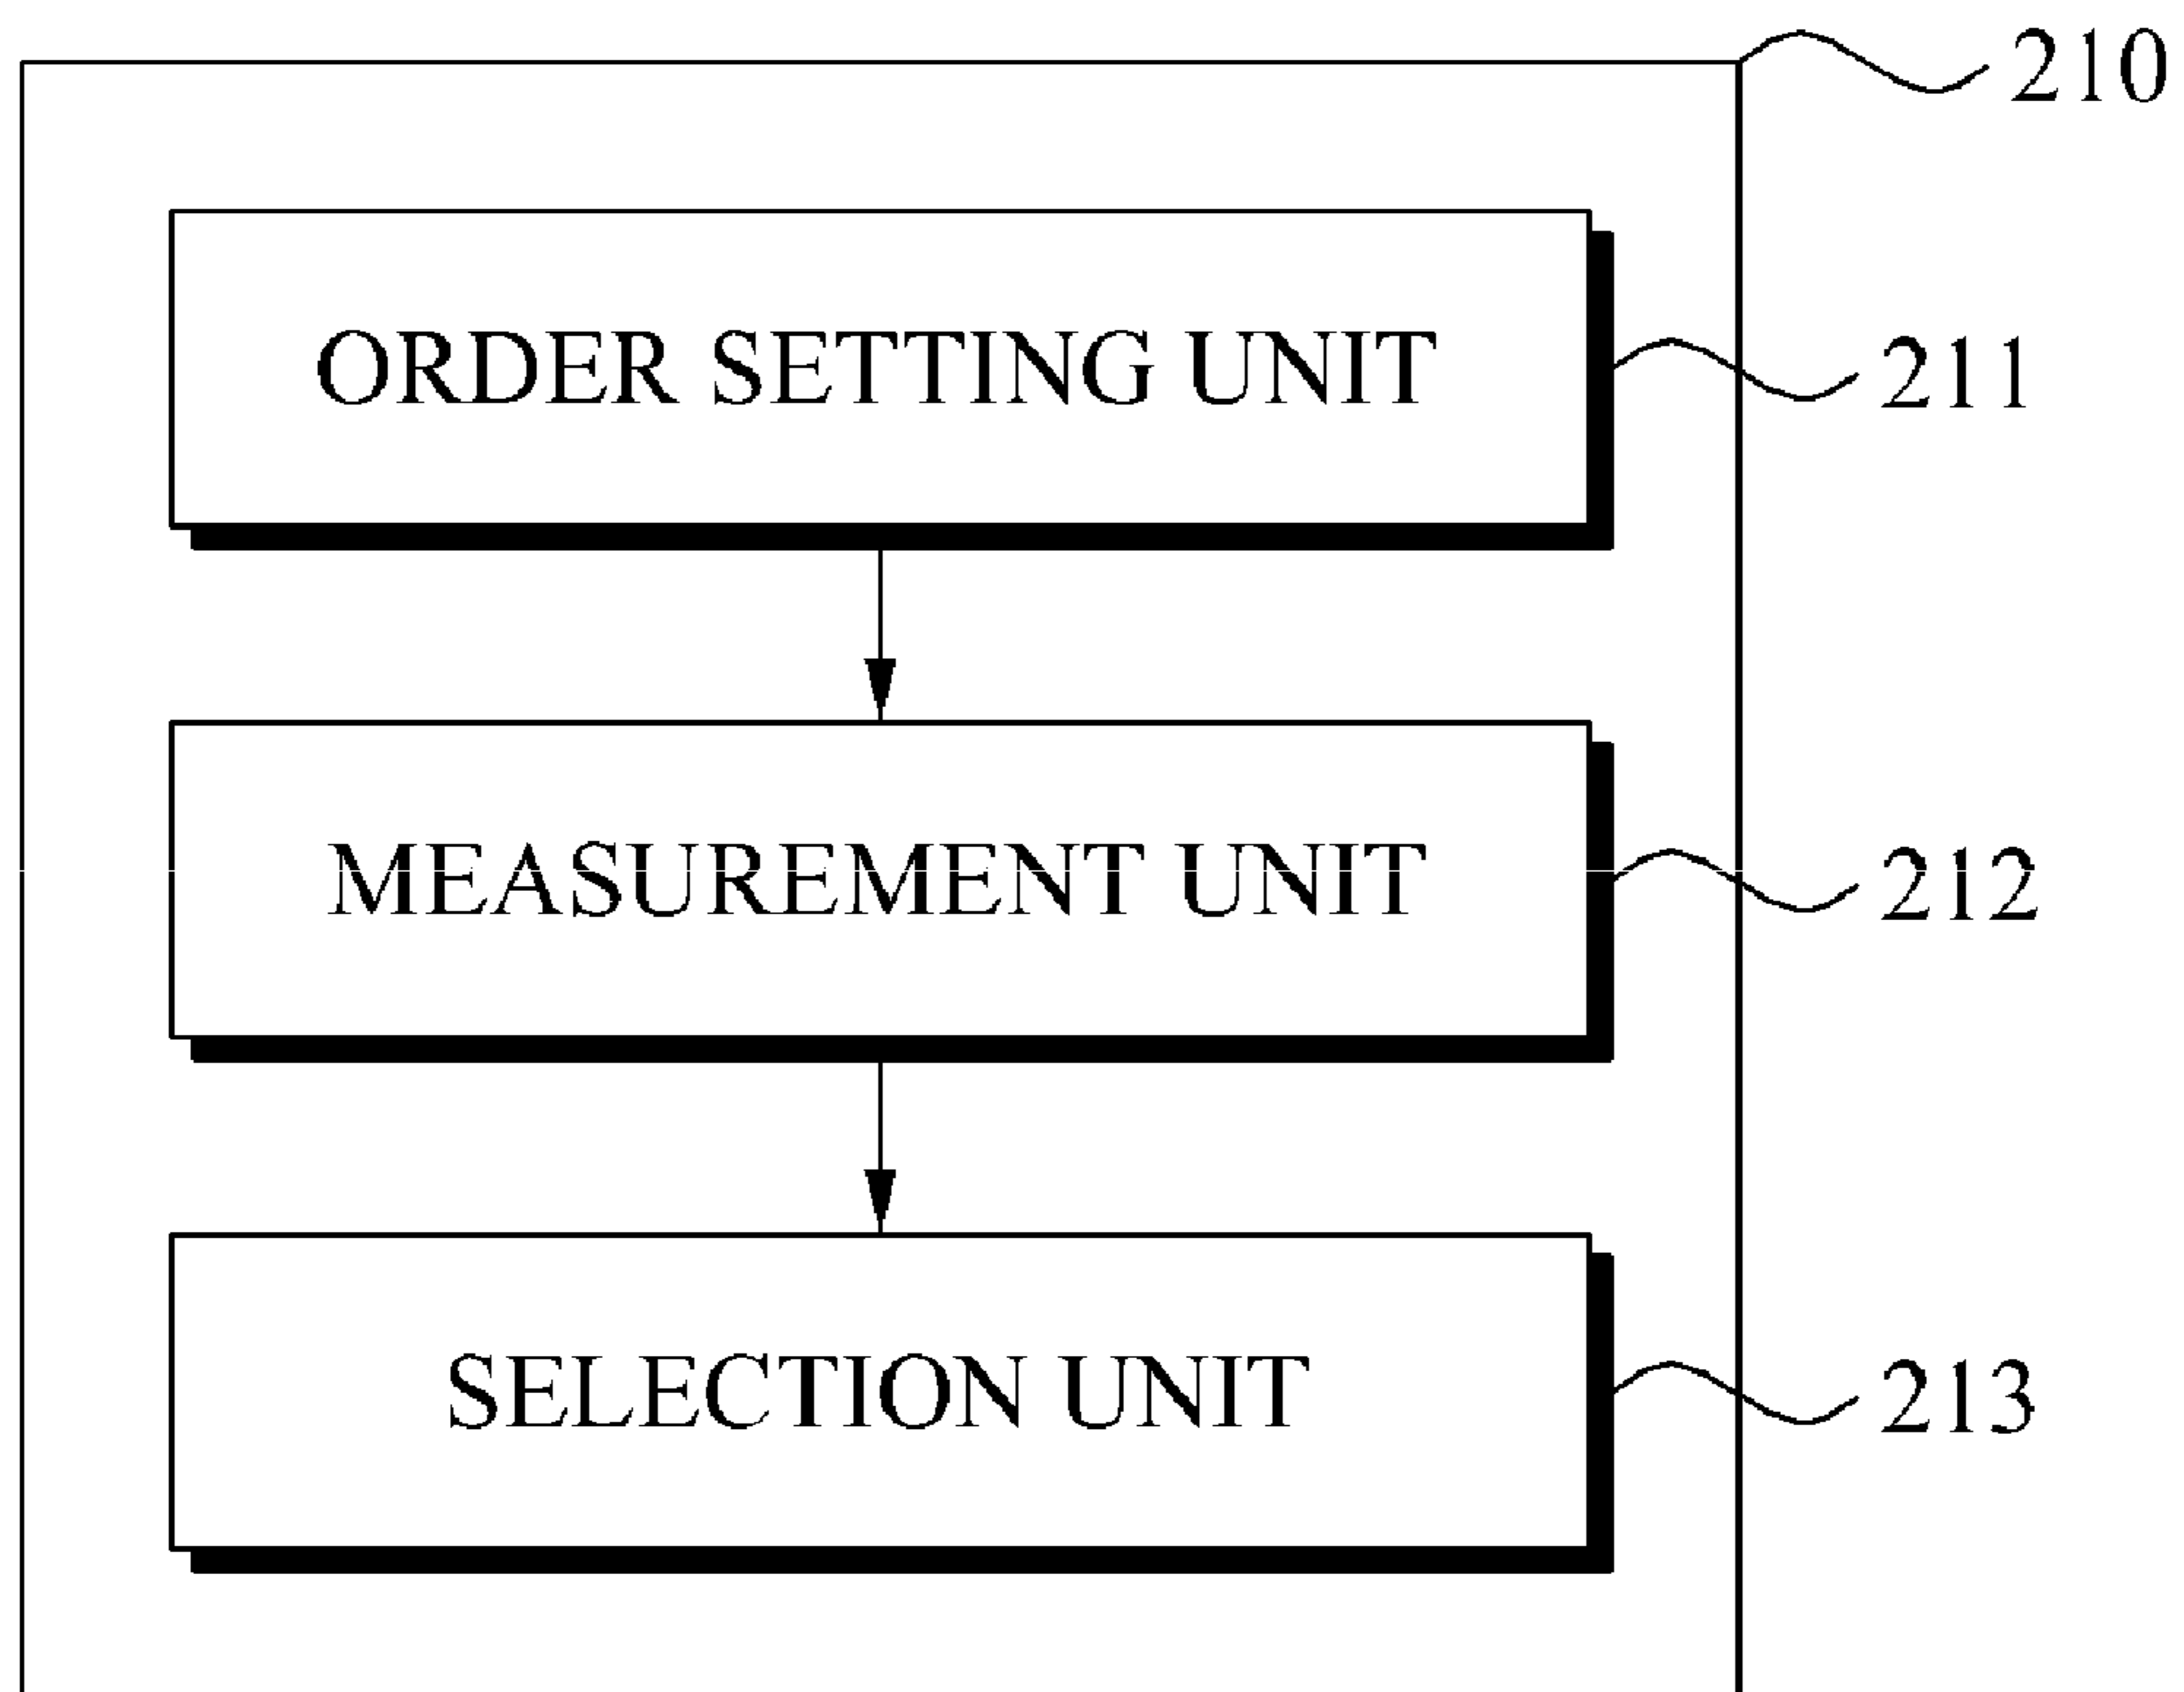 210
ORDER SETTING UNIT
211
MEASUREMENT UNIT
212
SELECTION UNIT
213